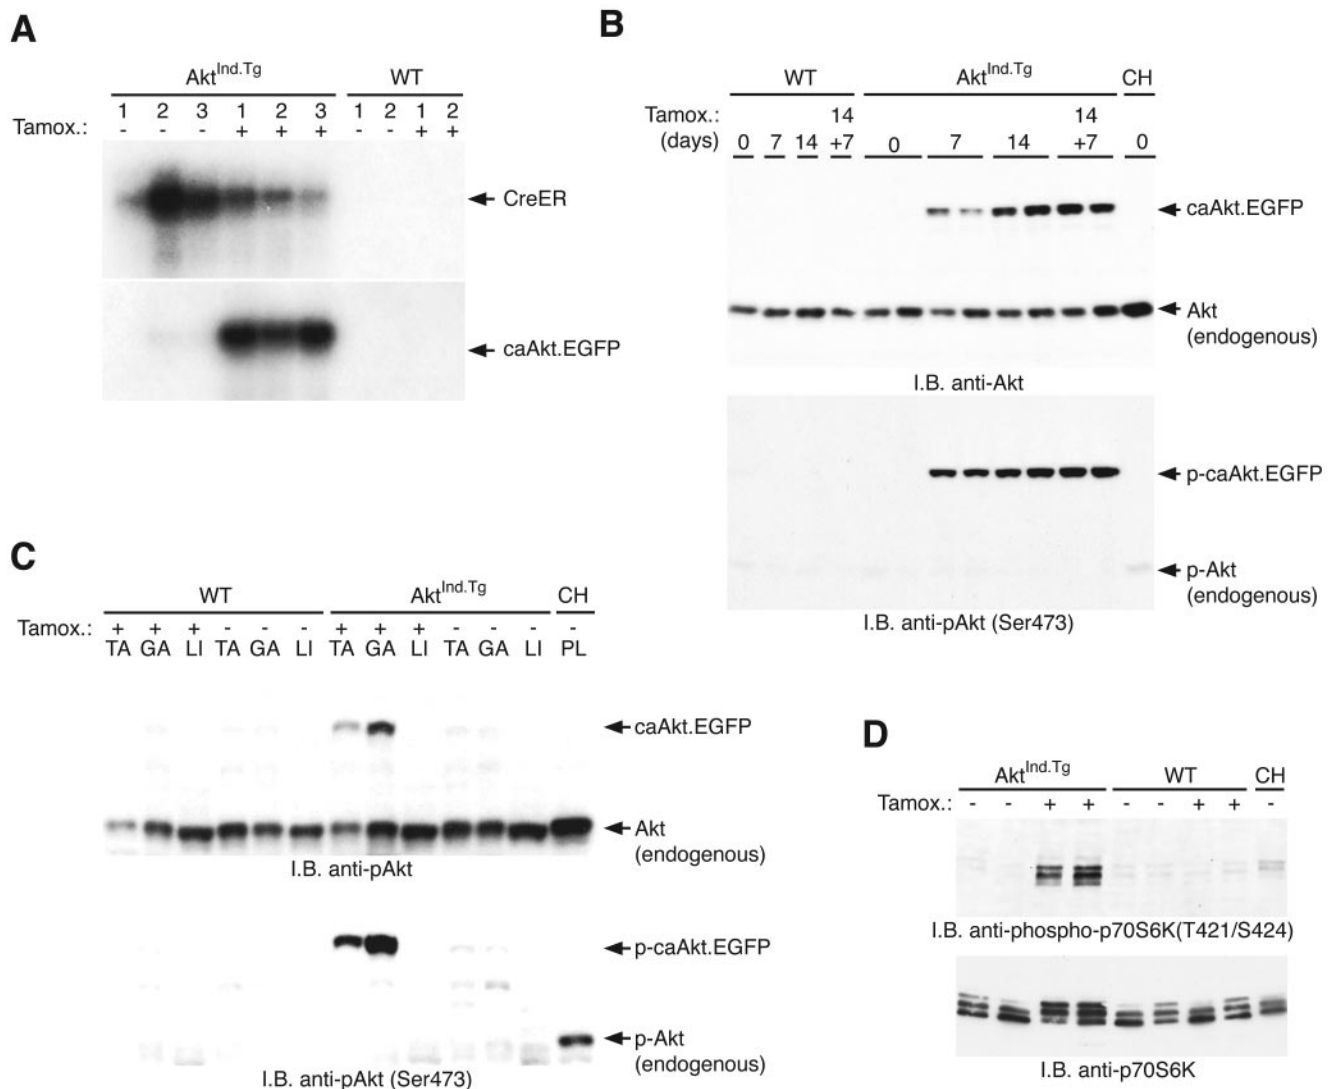 A
Akt^Ind.Tg WT
1 2 3 1 2 3 1 2 1 2
Tamox.: - - - + + + - - + +
CreER
caAkt.EGFP
B
WT Akt^Ind.Tg CH
Tamox.: 14 14
(days) 0 7 14 +7 0 7 14 +7 0
caAkt.EGFP
Akt
(endogenous)
I.B. anti-Akt
p-caAkt.EGFP
p-Akt
(endogenous)
I.B. anti-pAkt (Ser473)
C
WT Akt^Ind.Tg CH
Tamox.: + + + - - - + + + - - - -
TA GA LI TA GA LI TA GA LI TA GA LI PL
caAkt.EGFP
Akt
(endogenous)
I.B. anti-pAkt
p-caAkt.EGFP
p-Akt
(endogenous)
I.B. anti-pAkt (Ser473)
D
Akt^Ind.Tg WT CH
Tamox.: - - + + - - + + -
I.B. anti-phospho-p70S6K(T421/S424)
I.B. anti-p70S6K